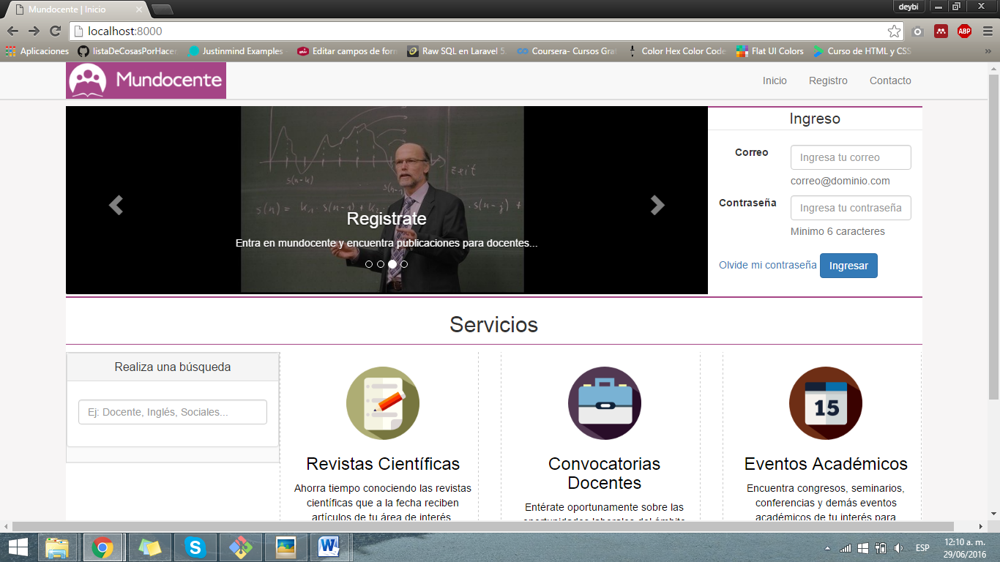 Mundocente | Inicio
deybi
localhost:8000
ABP
Aplicaciones
listaDeCosasPorHacer
Justinmind Examples
Editar campos de form
Raw SQL en Laravel 5.
Coursera- Cursos Gra
Color Hex Color Code
Flat UI Colors
Curso de HTML y CSS
»
Mundocente
Inicio
Registro
Contacto
s(n-k)
exit
Registrate
Entra en mundocente y encuentra publicaciones para docentes...
Ingreso
Correo
Ingresa tu correo
correo@dominio.com
Contraseña
Ingresa tu contraseña
Minimo 6 caracteres
Olvide mi contraseña
Ingresar
Servicios
Realiza una búsqueda
Ej: Docente, Inglés, Sociales...
Revistas Científicas
Ahorra tiempo conociendo las revistas
científicas que a la fecha reciben
artículos de tu área de interés
Convocatorias
Docentes
Entérate oportunamente sobre las
oportunidades laborales del ámbito
15
Eventos Académicos
Encuentra congresos, seminarios,
conferencias y demás eventos
académicos de tu interés para
ESP
12:10 a. m.
29/06/2016